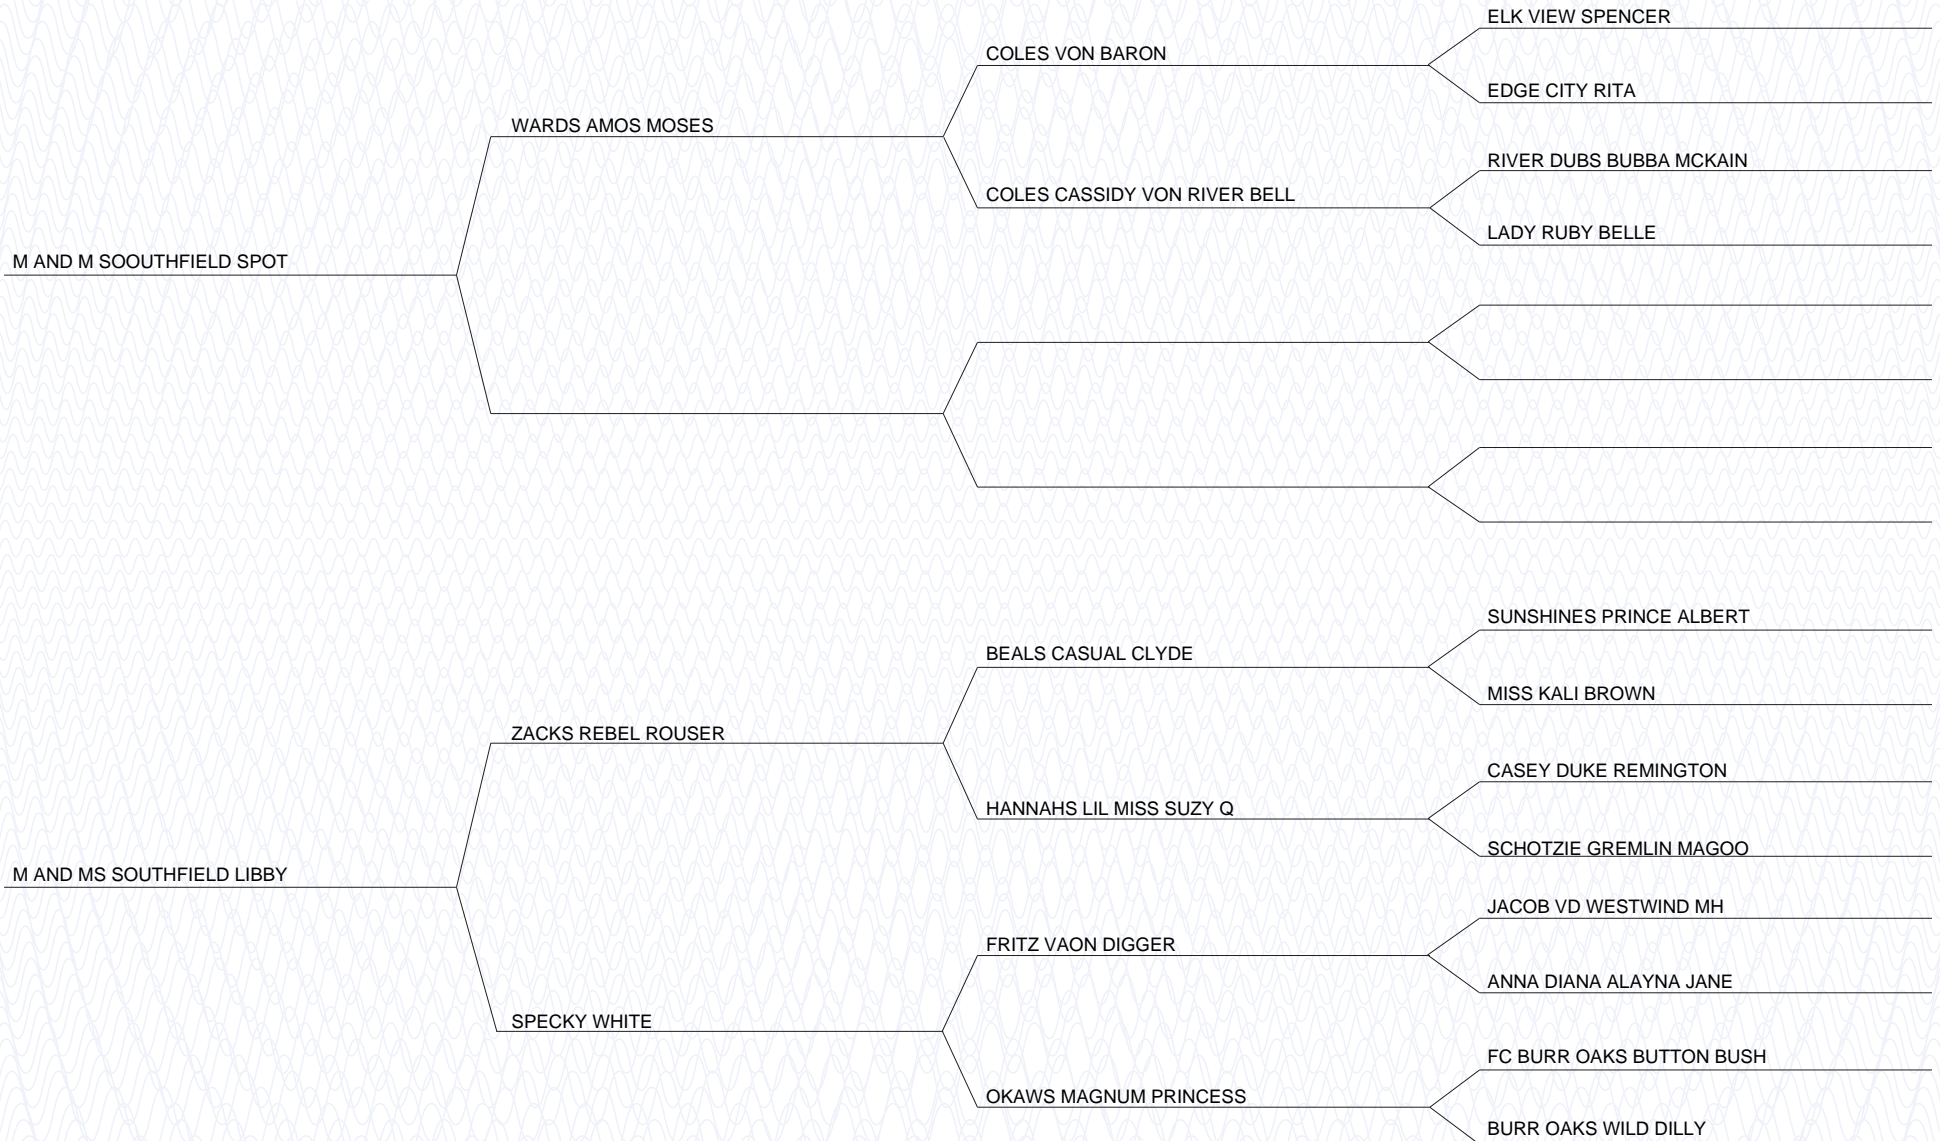 ELK VIEW SPENCER
COLES VON BARON
EDGE CITY RITA
WARDS AMOS MOSES
RIVER DUBS BUBBA MCKAIN
COLES CASSIDY VON RIVER BELL
LADY RUBY BELLE
M AND M SOOUTHFIELD SPOT
SUNSHINES PRINCE ALBERT
BEALS CASUAL CLYDE
MISS KALI BROWN
ZACKS REBEL ROUSER
CASEY DUKE REMINGTON
HANNAHS LIL MISS SUZY Q
SCHOTZIE GREMLIN MAGOO
M AND MS SOUTHFIELD LIBBY
JACOB VD WESTWIND MH
FRITZ VAON DIGGER
ANNA DIANA ALAYNA JANE
SPECKY WHITE
FC BURR OAKS BUTTON BUSH
OKAWS MAGNUM PRINCESS
BURR OAKS WILD DILLY